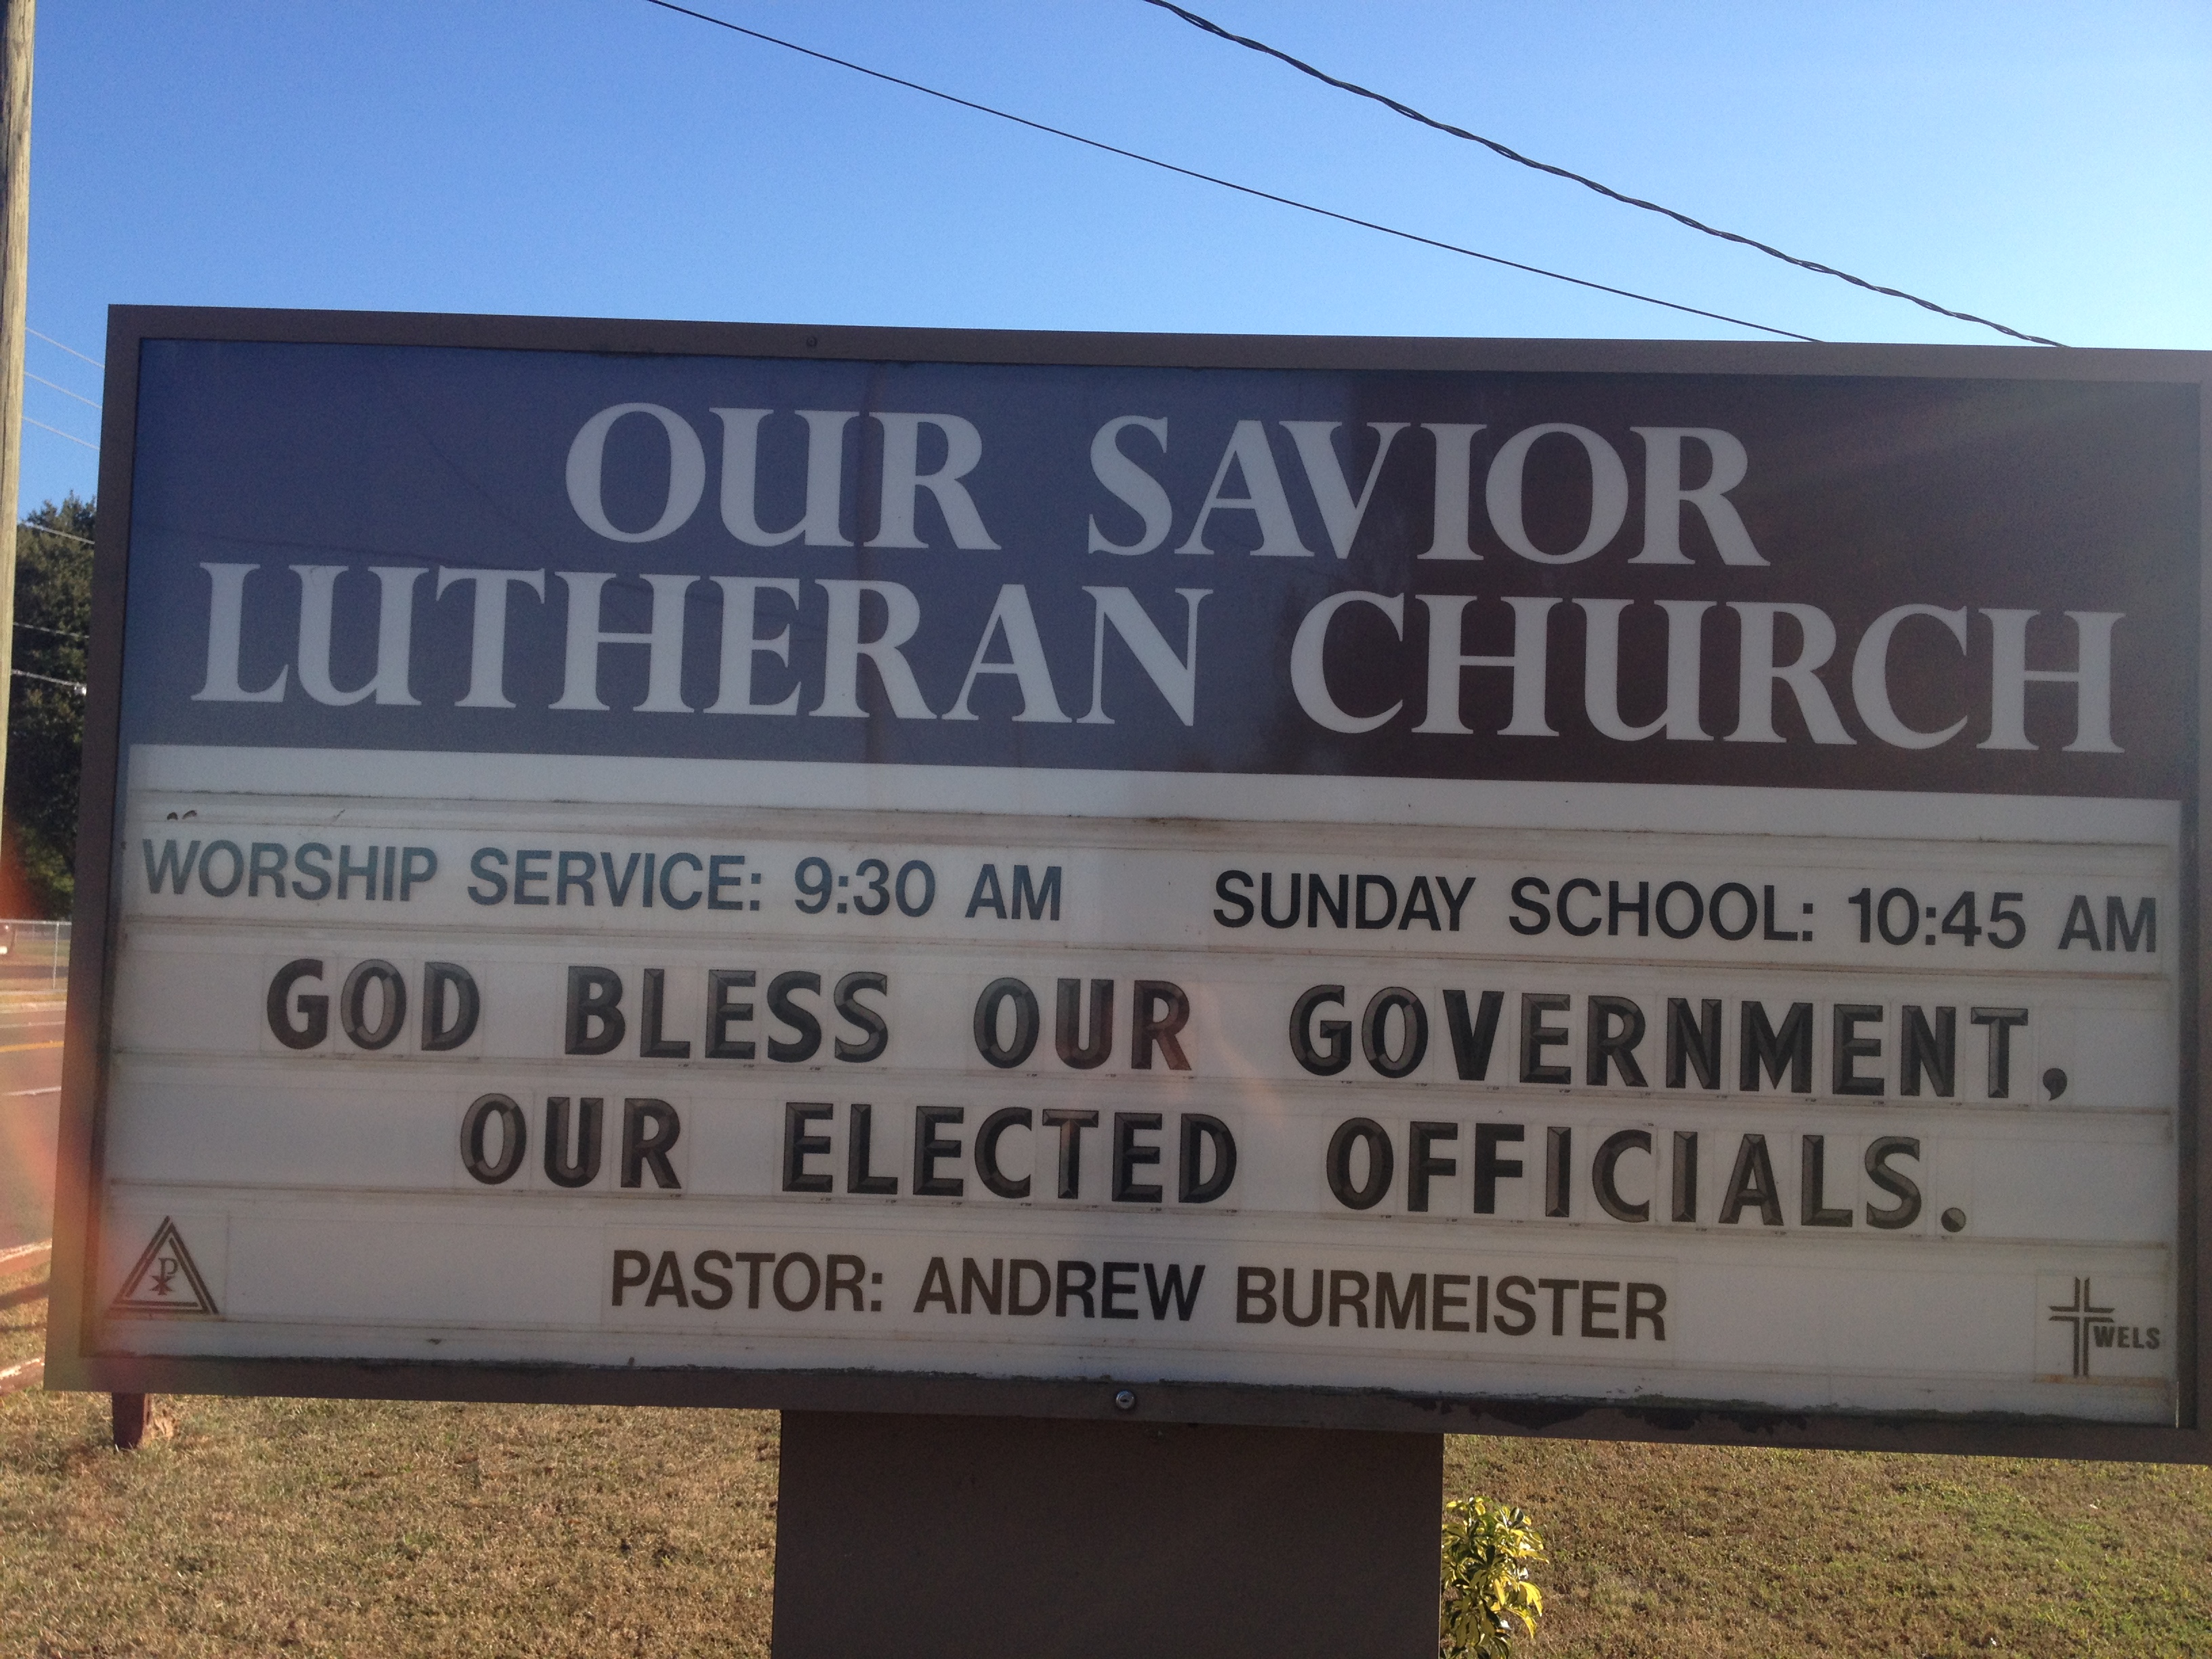 OUR SAVIOR
LUTHERAN CHURCH
WORSHIP SERVICE: 9:30 AM SUNDAY SCHOOL: 10:45 AM
GOD BLESS OUR GOVERNMENT,
OUR ELECTED OFFICIALS.
PASTOR: ANDREW BURMEISTER
WELS